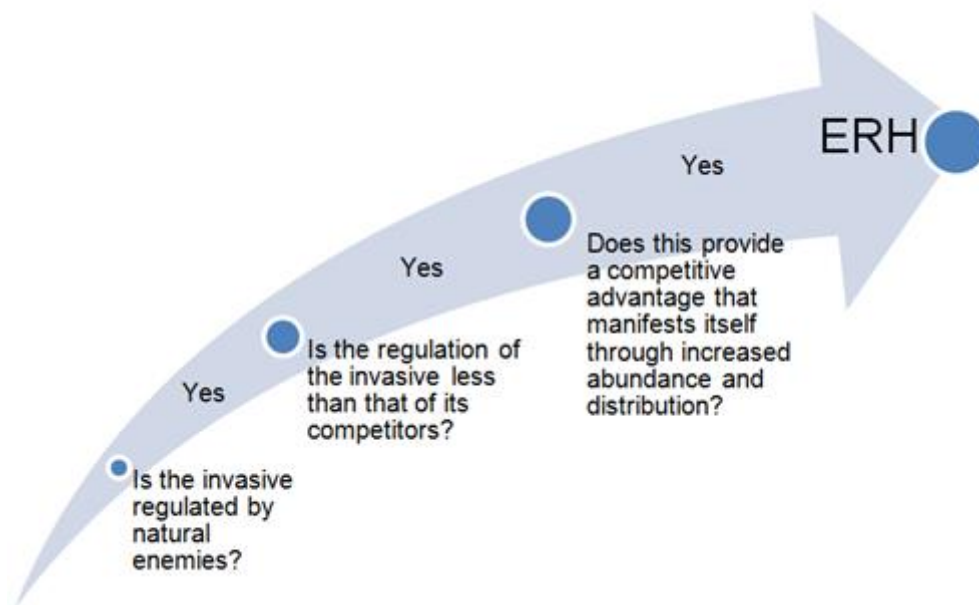 Is the invasive
regulated by
natural
enemies?
Yes
Is the regulation of
the invasive less
than that of its
competitors?
Yes
Does this provide
a competitive
advantage that
manifests itself
through increased
abundance and
distribution?
Yes
ERH